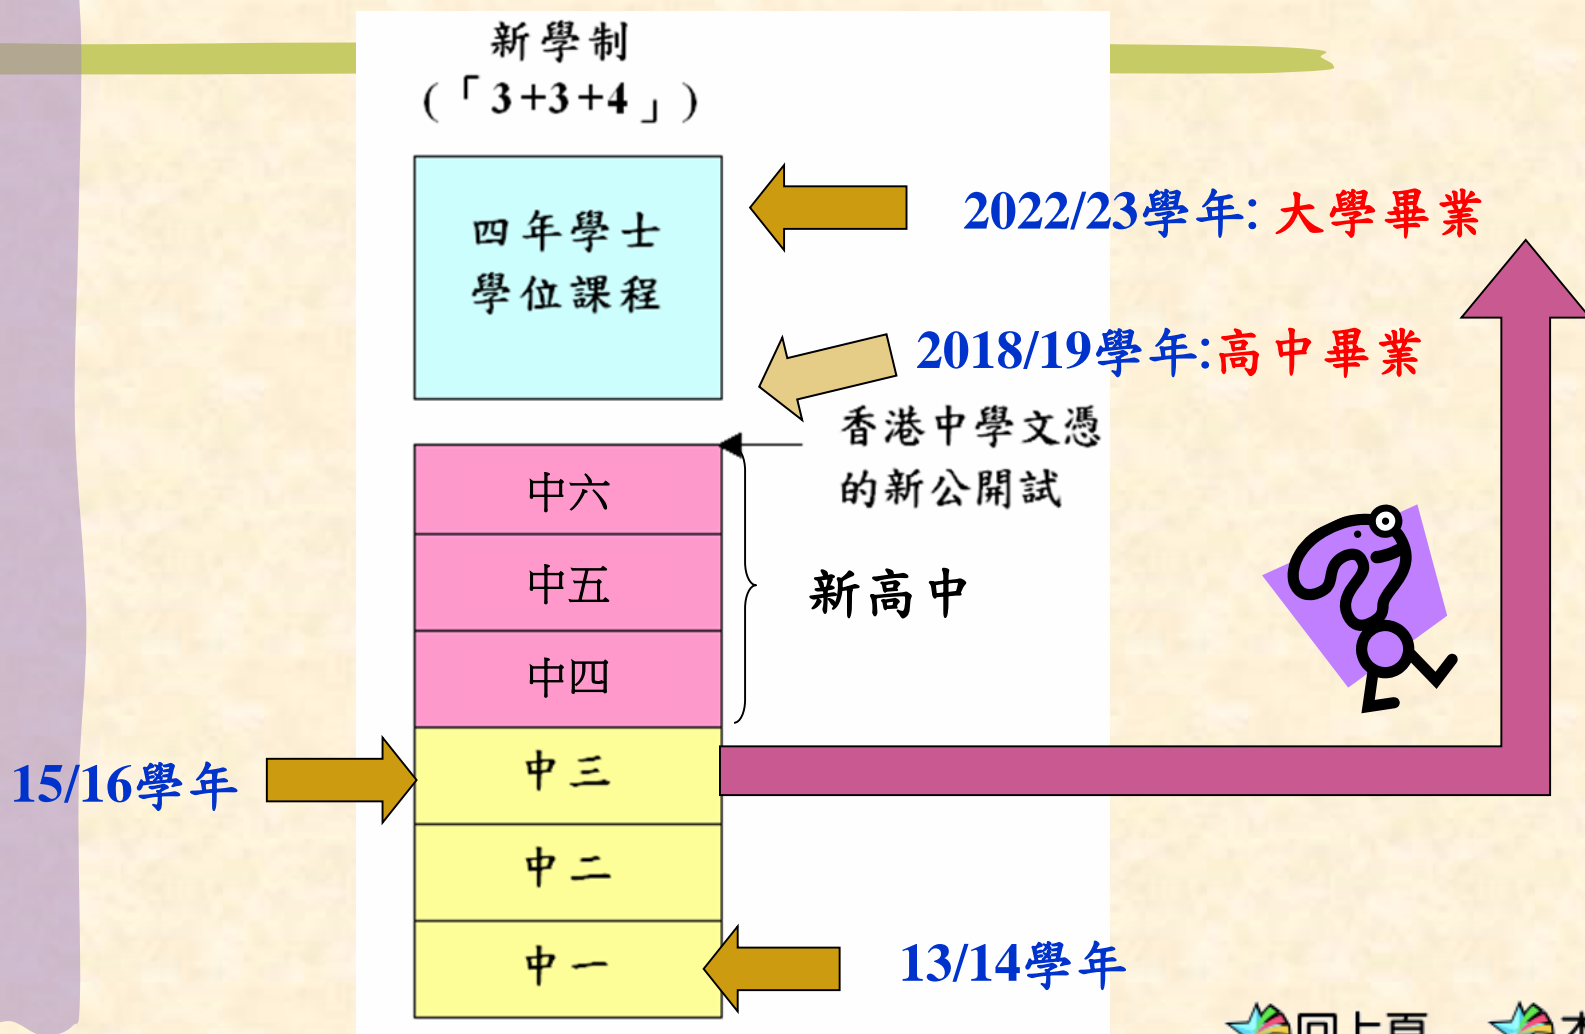 新學制
(「3+3+4」)
四年學士
學位課程
2022/23學年: 大學畢業
2018/19學年:高中畢業
香港中學文憑
的新公開試
中六
中五
新高中
中四
中三
15/16學年
中二
中一
13/14學年
回上頁